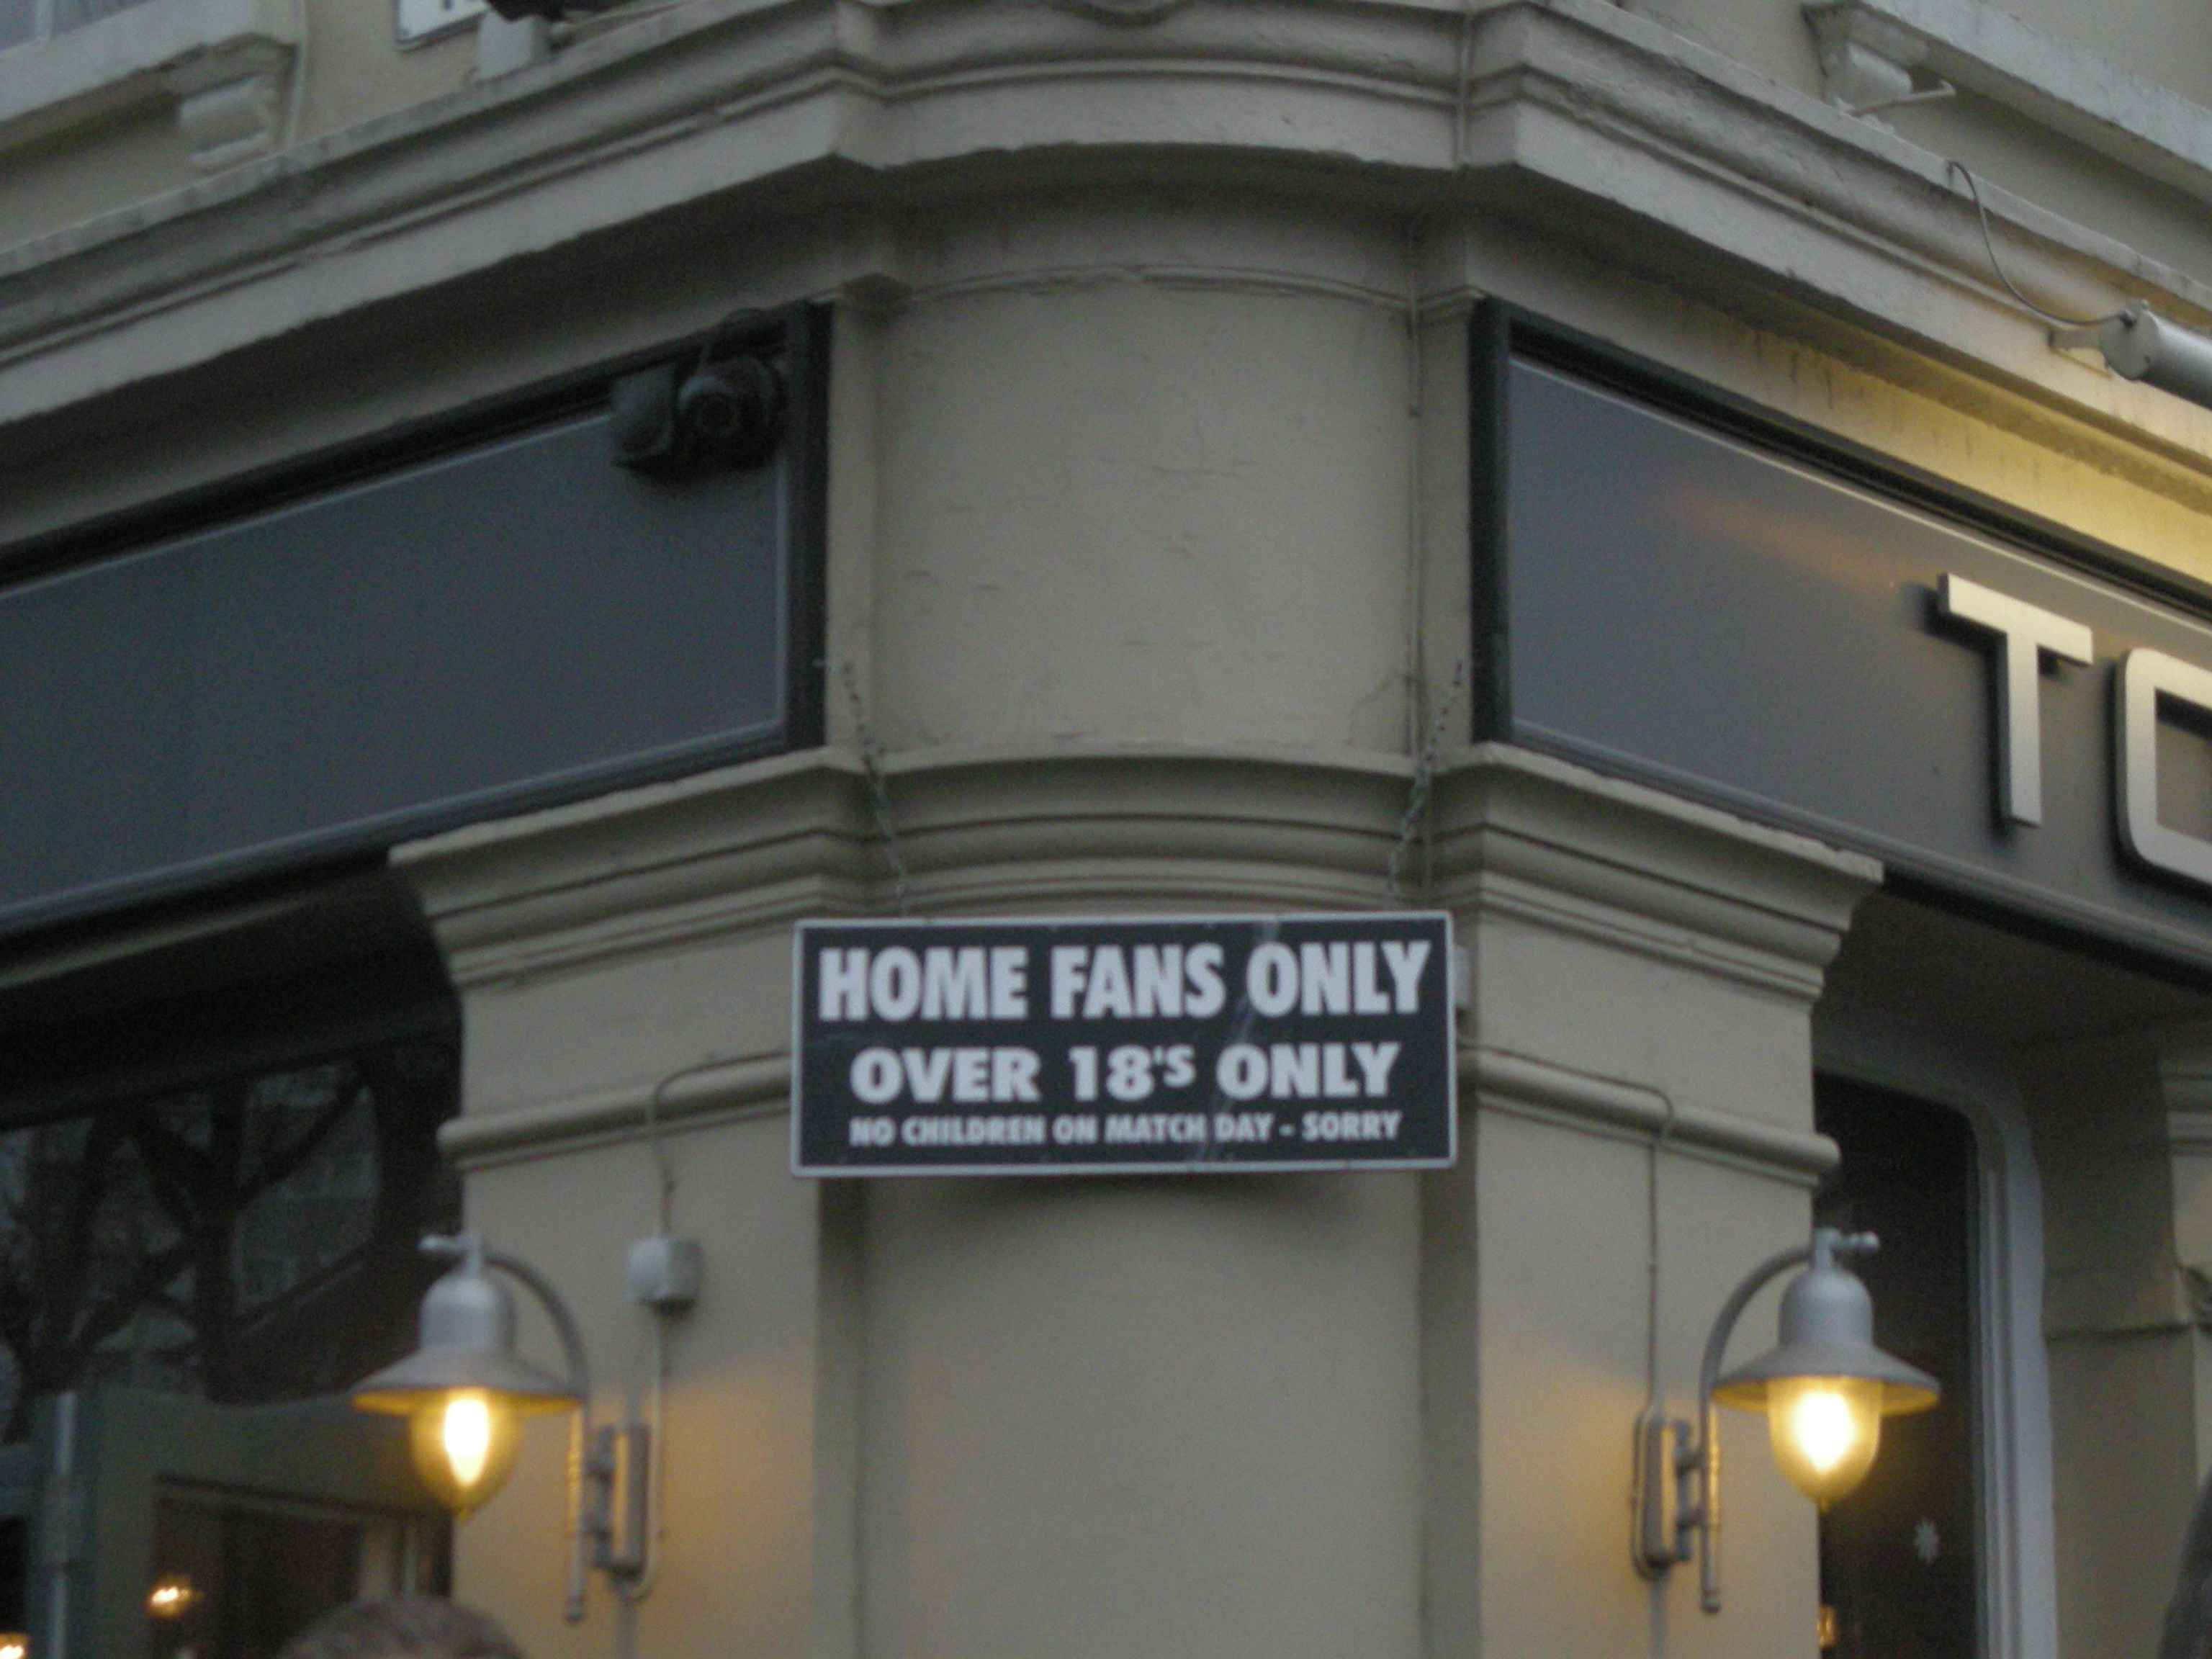 HOME FANS ONLY
OVER 18'S ONLY
NO CHILDREN ON MATCH DAY - SORRY